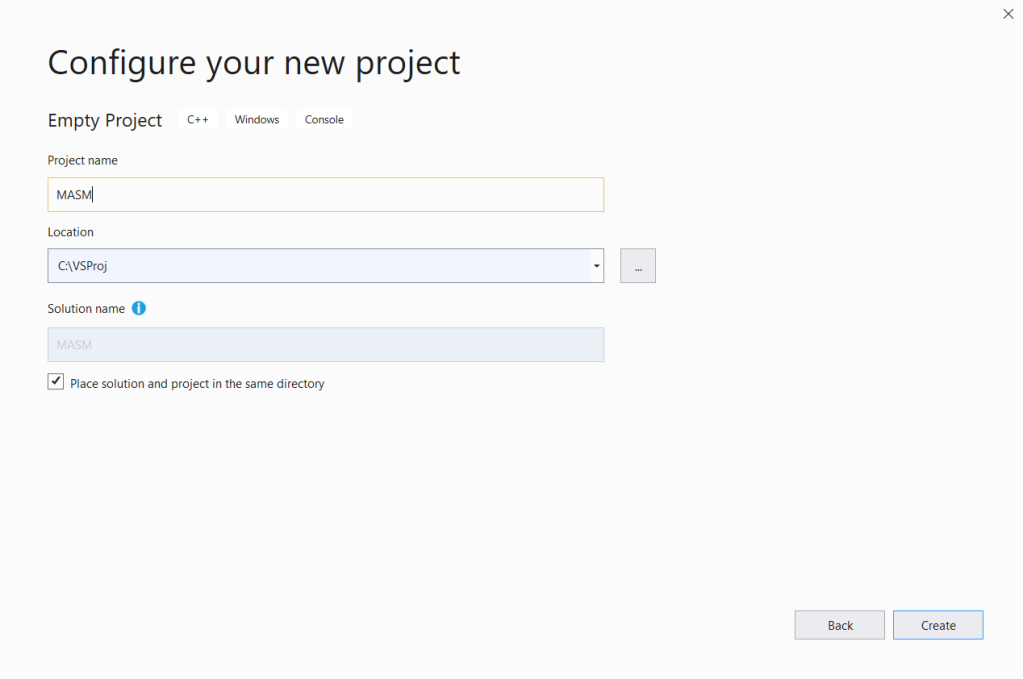 Configure your new project
Empty Project C++ Windows Console
Project name
MASM
Location
C:\VSProj
...
Solution name
MASM
Place solution and project in the same directory
Back Create